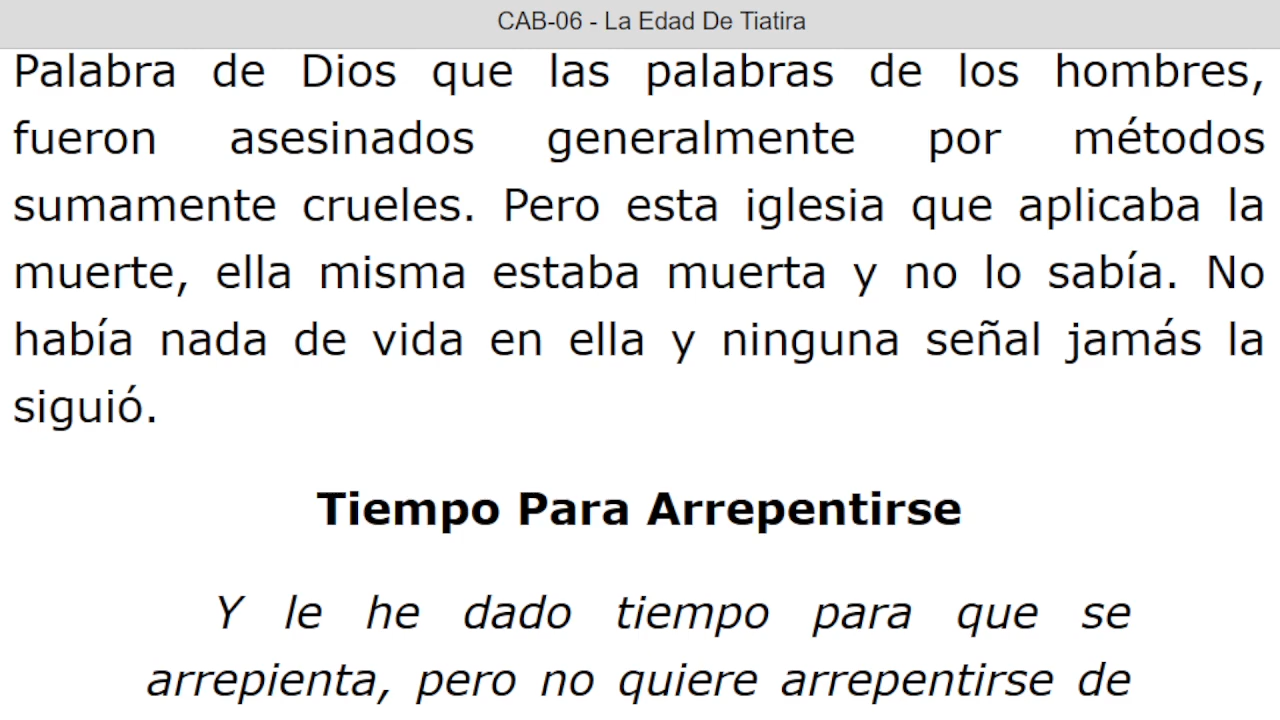 CAB-06 - La Edad De Tiatira
Palabra de Dios que las palabras de los hombres,
fueron asesinados generalmente por métodos
sumamente crueles. Pero esta iglesia que aplicaba la
muerte, ella misma estaba muerta y no lo sabía. No
había nada de vida en ella y ninguna señal jamás la
siguió.
Tiempo Para Arrepentirse
Y le he dado tiempo para que se
arrepienta, pero no quiere arrepentirse de